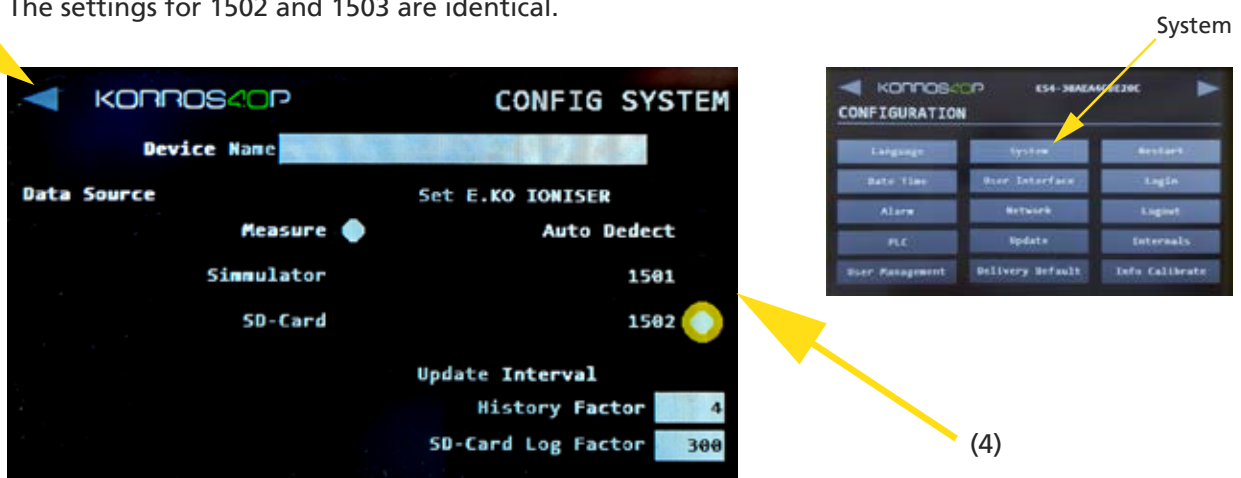 The settings for 1502 and 1503 are identical.
System
KORROS40P CONFIG SYSTEM
Device Name
Data Source
Set E.KO IONISER
Measure
Auto Dedect
Simmulator
1501
SD-Card
1502
Update Interval
History Factor 4
SD-Card Log Factor 300
KORROS40P
CONFIGURATION
Language System Restart
Date Time User Interface Login
Alarm Network Logout
PLC Update Internals
User Management Delivery Default Info Calibrate
(4)